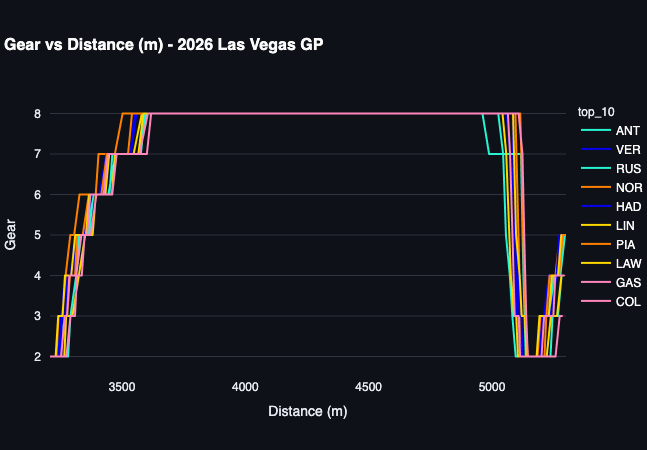 Gear vs Distance (m) - 2026 Las Vegas GP
top_10
ANT
VER
RUS
NOR
HAD
LIN
PIA
LAW
GAS
COL
8
7
6
5
4
3
2
Gear
3500 4000 4500 5000
Distance (m)